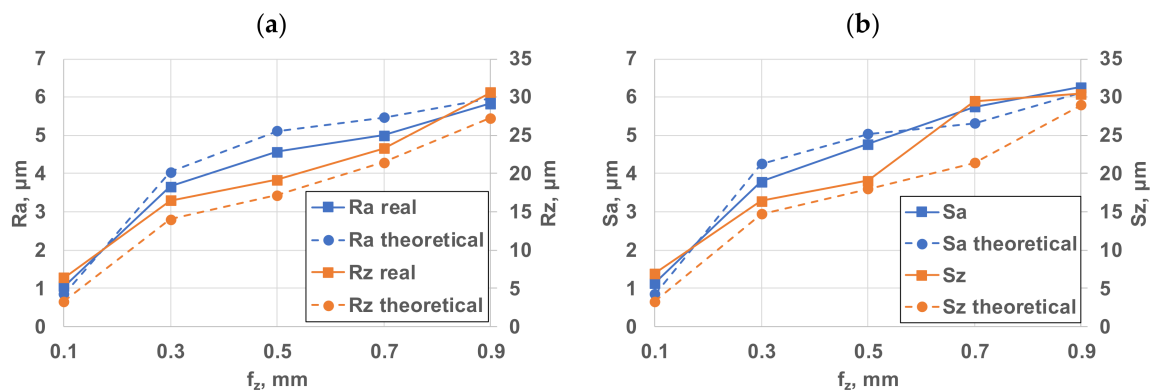 (a)
7
6
5
4
3
2
1
0
Ra, µm
35
30
25
20
15
10
5
0
Rz, µm
Ra real
Ra theoretical
Rz real
Rz theoretical
0.1 0.3 0.5 0.7 0.9
fz, mm
(b)
7
6
5
4
3
2
1
0
Sa, µm
35
30
25
20
15
10
5
0
Sz, µm
Sa
Sa theoretical
Sz
Sz theoretical
0.1 0.3 0.5 0.7 0.9
fz, mm